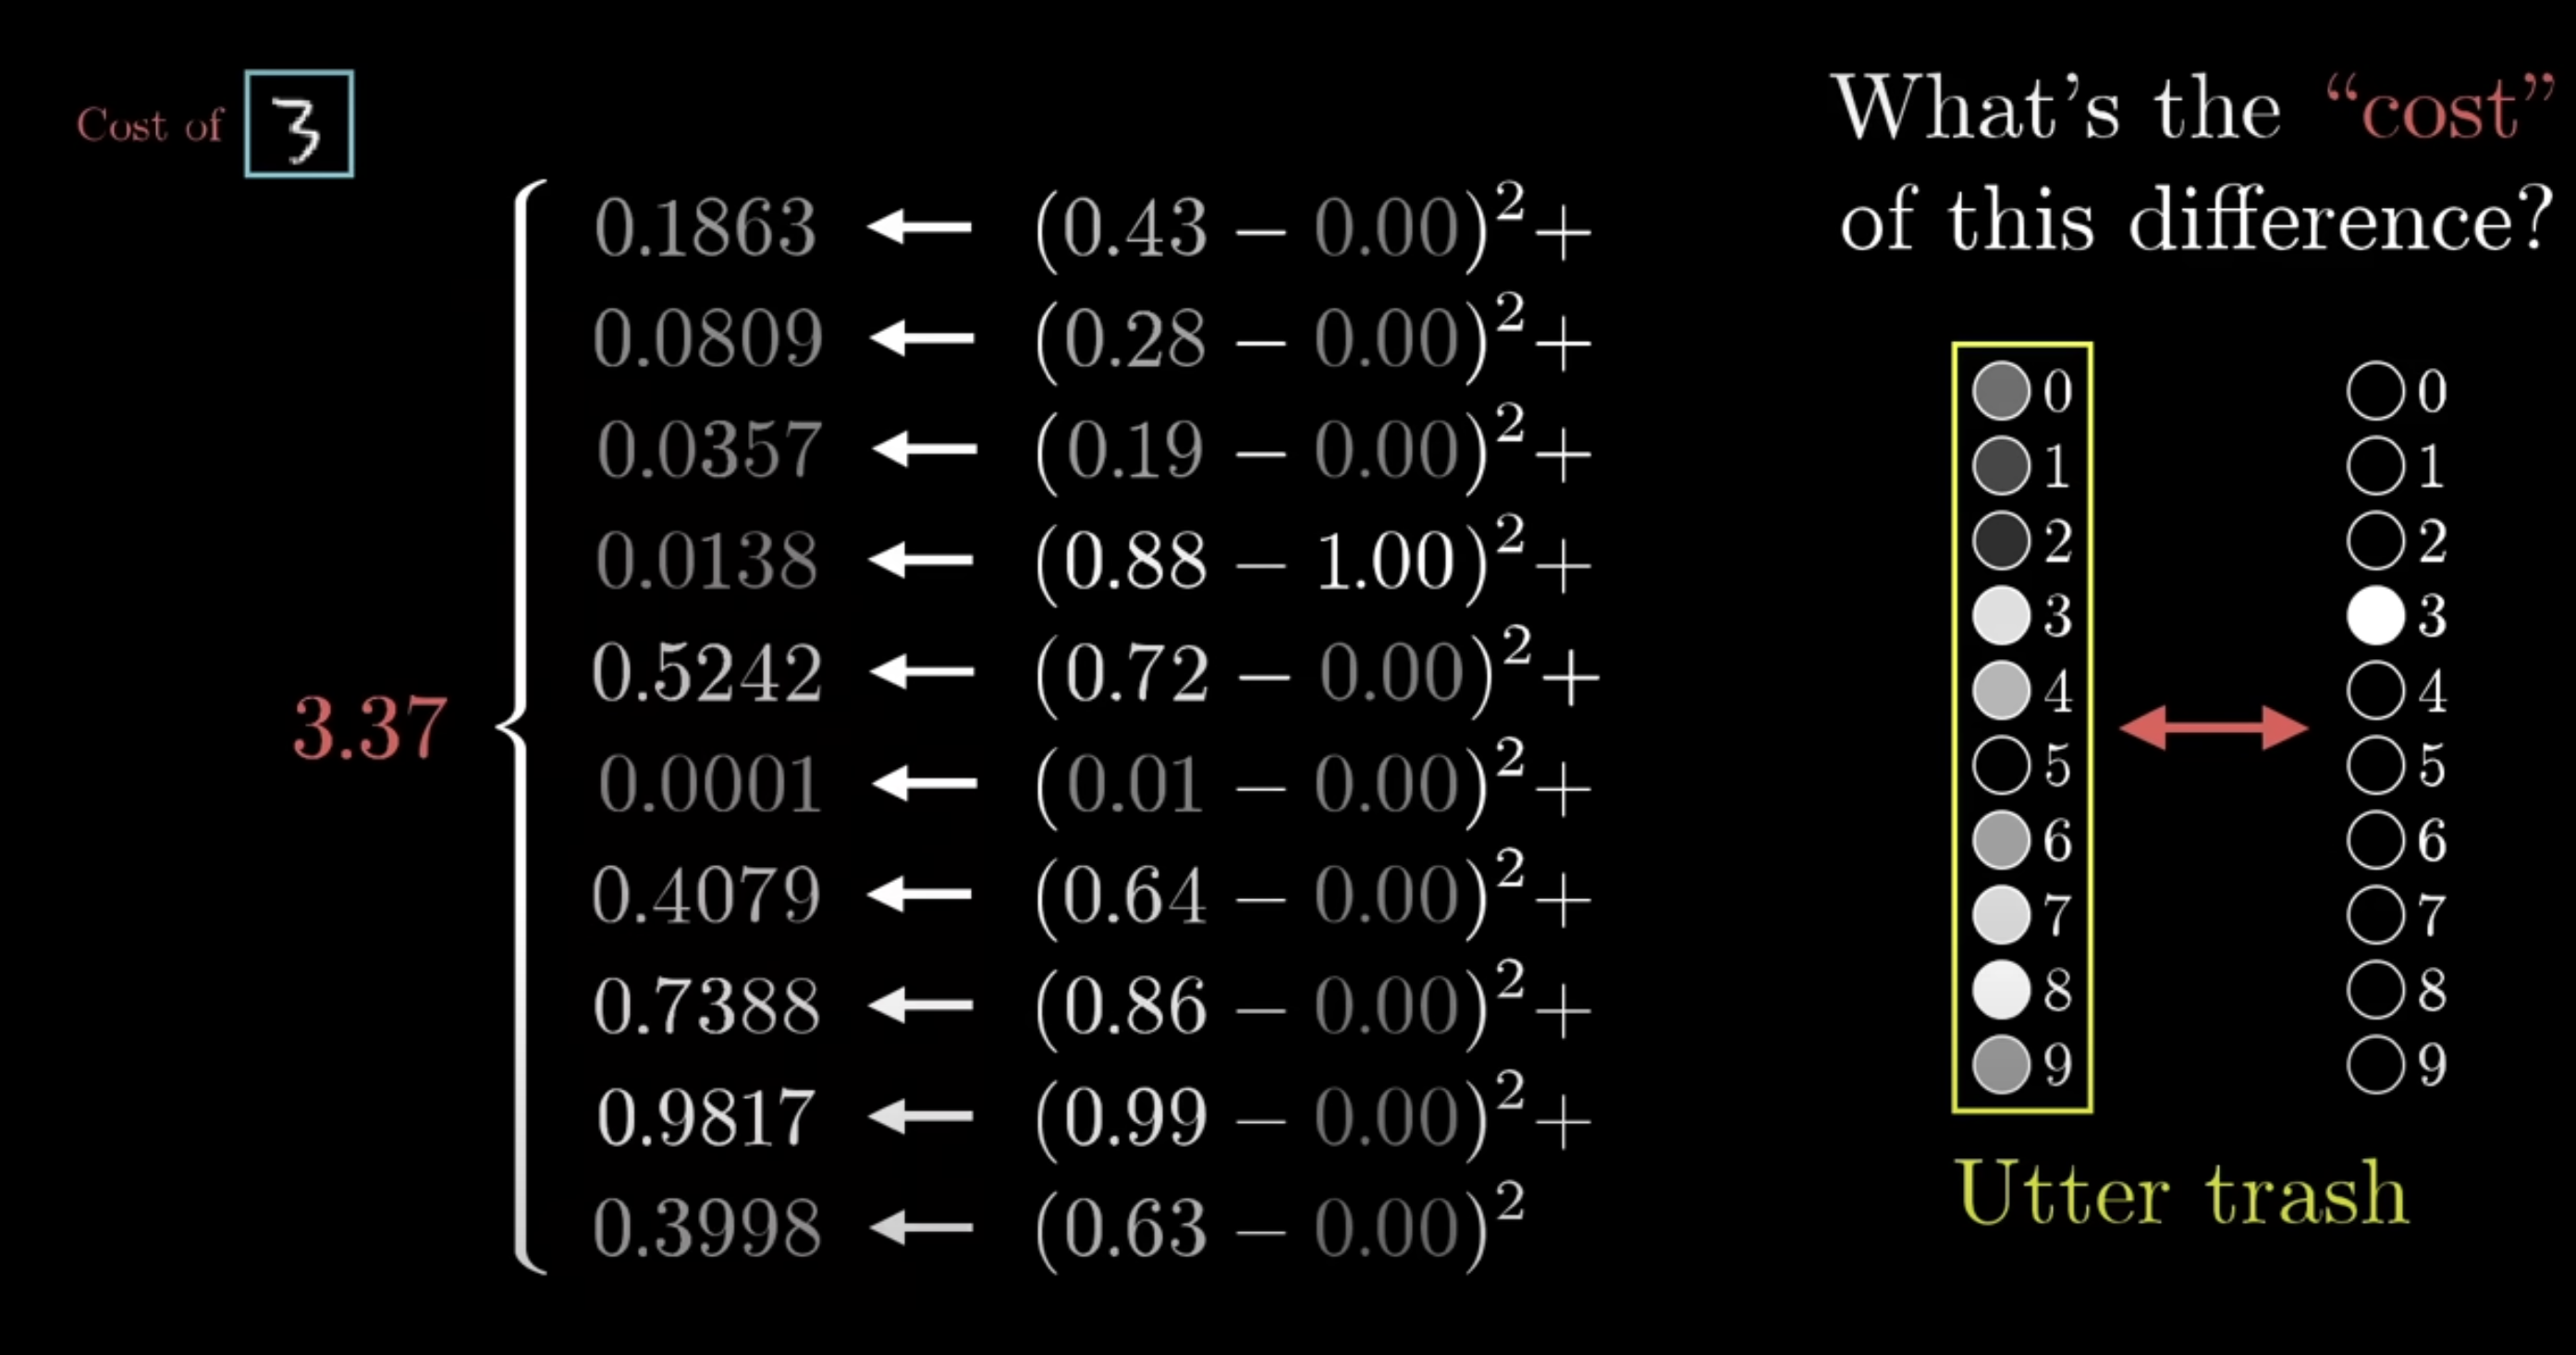 Cost of 3
What's the “cost”
of this difference?
3.37
0.1863 ← (0.43 − 0.00)²+
0.0809 ← (0.28 − 0.00)²+
0.0357 ← (0.19 − 0.00)²+
0.0138 ← (0.88 − 1.00)²+
0.5242 ← (0.72 − 0.00)²+
0.0001 ← (0.01 − 0.00)²+
0.4079 ← (0.64 − 0.00)²+
0.7388 ← (0.86 − 0.00)²+
0.9817 ← (0.99 − 0.00)²+
0.3998 ← (0.63 − 0.00)²
0 0
1 1
2 2
3 3
4 4
5 5
6 6
7 7
8 8
9 9
Utter trash